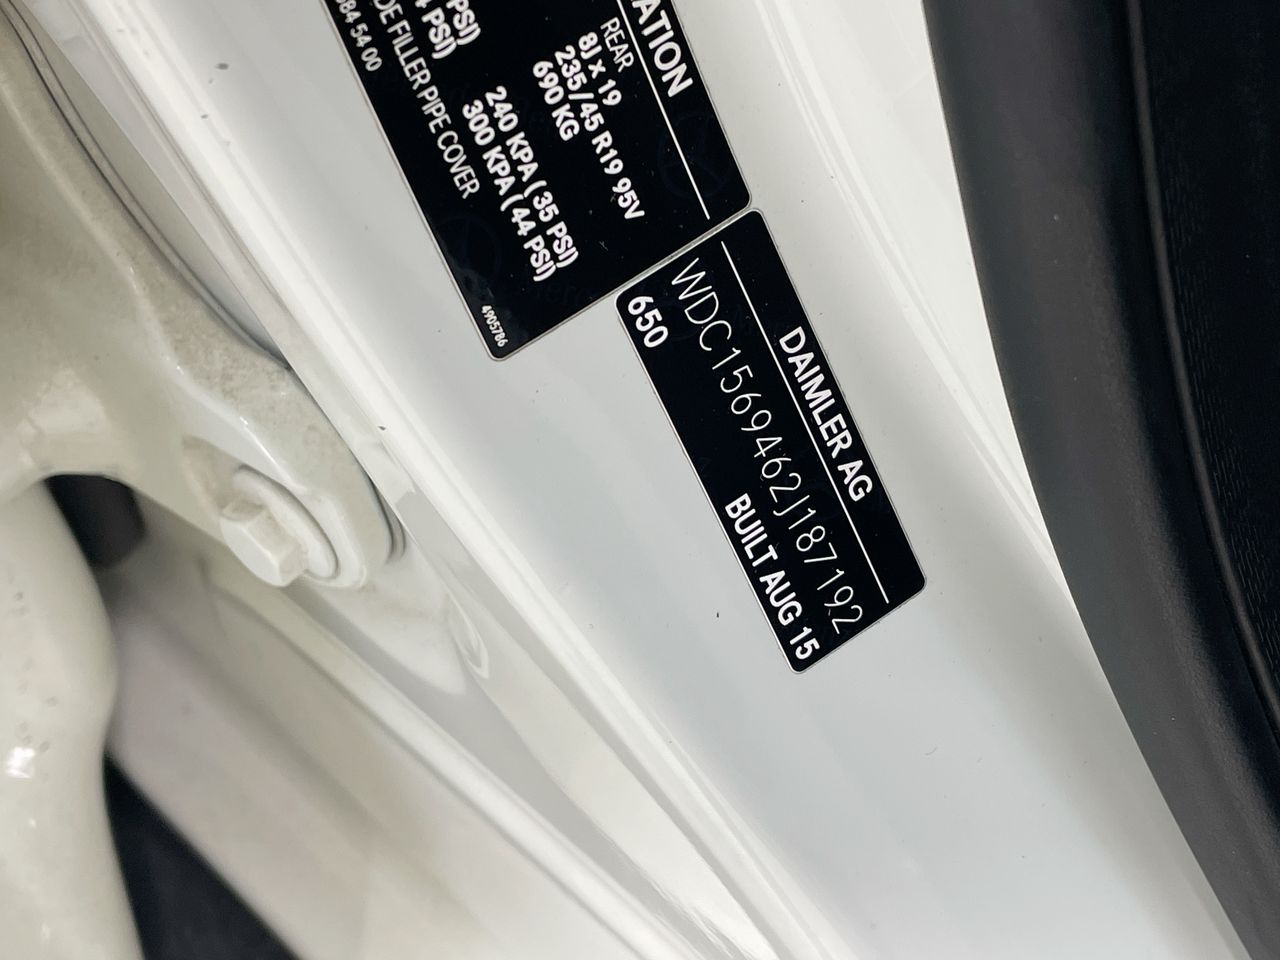 ATION
REAR
8J x 19
235/45 R19 95V
690 KG
PSI)
PSI)
240 KPA ( 35 PSI)
300 KPA ( 44 PSI)
DE FILLER PIPE COVER
84 54 00
4905786
DAIMLER AG
WDC1569462J187192
650 BUILT AUG 15